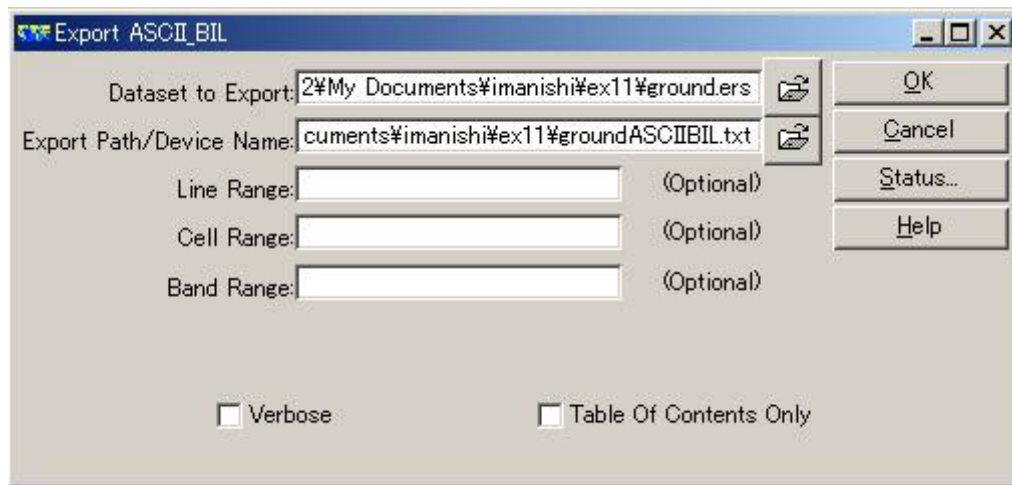 Export ASCII_BIL
Dataset to Export: 2¥My Documents¥imanishi¥ex11¥ground.ers
OK
Export Path/Device Name: cuments¥imanishi¥ex11¥groundASCIIBIL.txt
Cancel
Line Range: (Optional)
Status...
Cell Range: (Optional)
Help
Band Range: (Optional)
Verbose
Table Of Contents Only